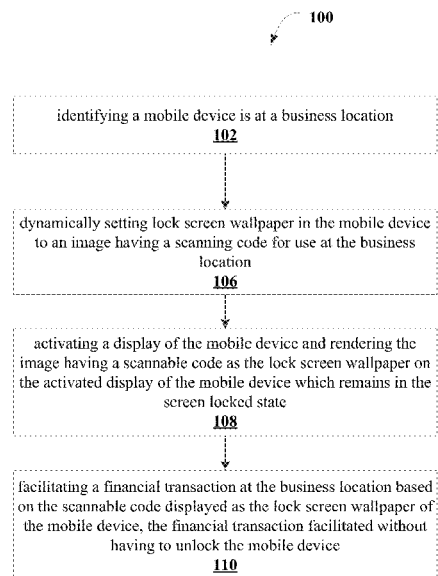 100
identifying a mobile device is at a business location
102
dynamically setting lock screen wallpaper in the mobile device
to an image having a scanning code for use at the business
location
106
activating a display of the mobile device and rendering the
image having a scannable code as the lock screen wallpaper on
the activated display of the mobile device which remains in the
screen locked state
108
facilitating a financial transaction at the business location based
on the scannable code displayed as the lock screen wallpaper of
the mobile device, the financial transaction facilitated without
having to unlock the mobile device
110